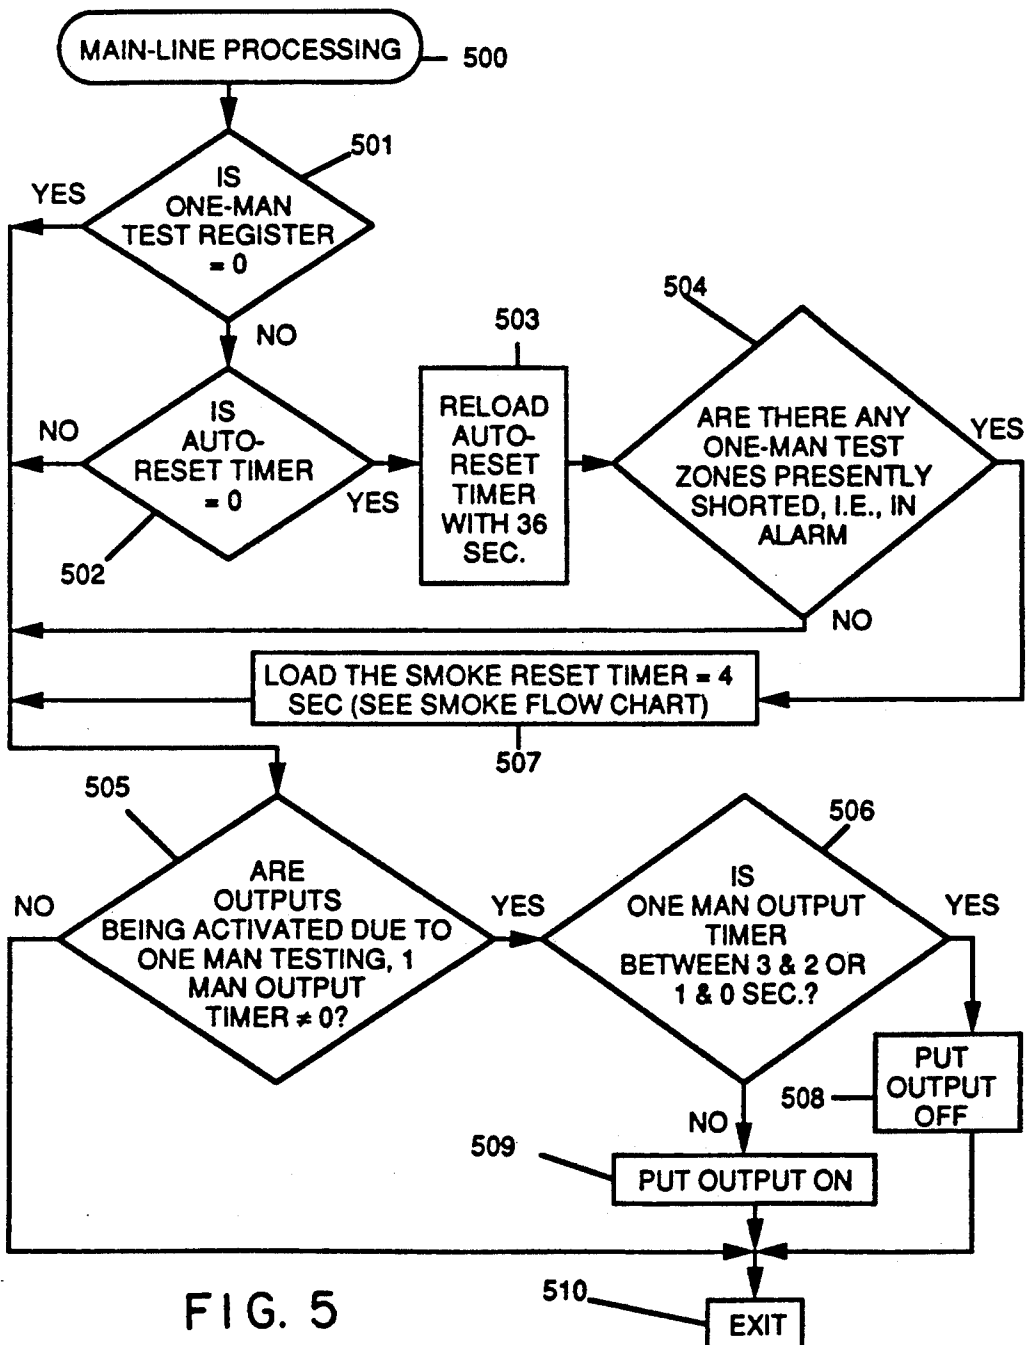 MAIN-LINE PROCESSING
500
501
IS
ONE-MAN
TEST REGISTER
= 0
YES
NO
504
503
IS
AUTO-
RESET TIMER
= 0
NO
YES
502
RELOAD
AUTO-
RESET
TIMER
WITH 36
SEC.
ARE THERE ANY
ONE-MAN TEST
ZONES PRESENTLY
SHORTED, I.E., IN
ALARM
YES
NO
LOAD THE SMOKE RESET TIMER = 4
SEC (SEE SMOKE FLOW CHART)
507
505
ARE
OUTPUTS
BEING ACTIVATED DUE TO
ONE MAN TESTING, 1
MAN OUTPUT
TIMER ≠ 0?
NO
YES
506
IS
ONE MAN OUTPUT
TIMER
BETWEEN 3 & 2 OR
1 & 0 SEC.?
YES
NO
PUT
OUTPUT
OFF
508
509
PUT OUTPUT ON
510
EXIT
FIG. 5